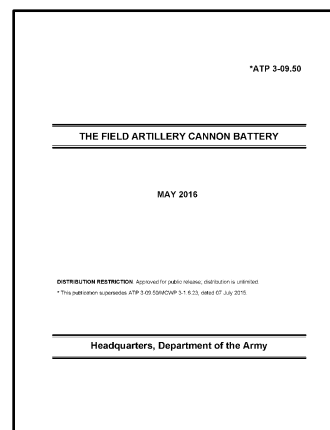 *ATP 3-09.50
THE FIELD ARTILLERY CANNON BATTERY
MAY 2016
DISTRIBUTION RESTRICTION Approved for public release; distribution is unlimited
* This publication supersedes ATP 3-09.50/MCWP 3-1.6.23, dated 07 July 2015.
Headquarters, Department of the Army